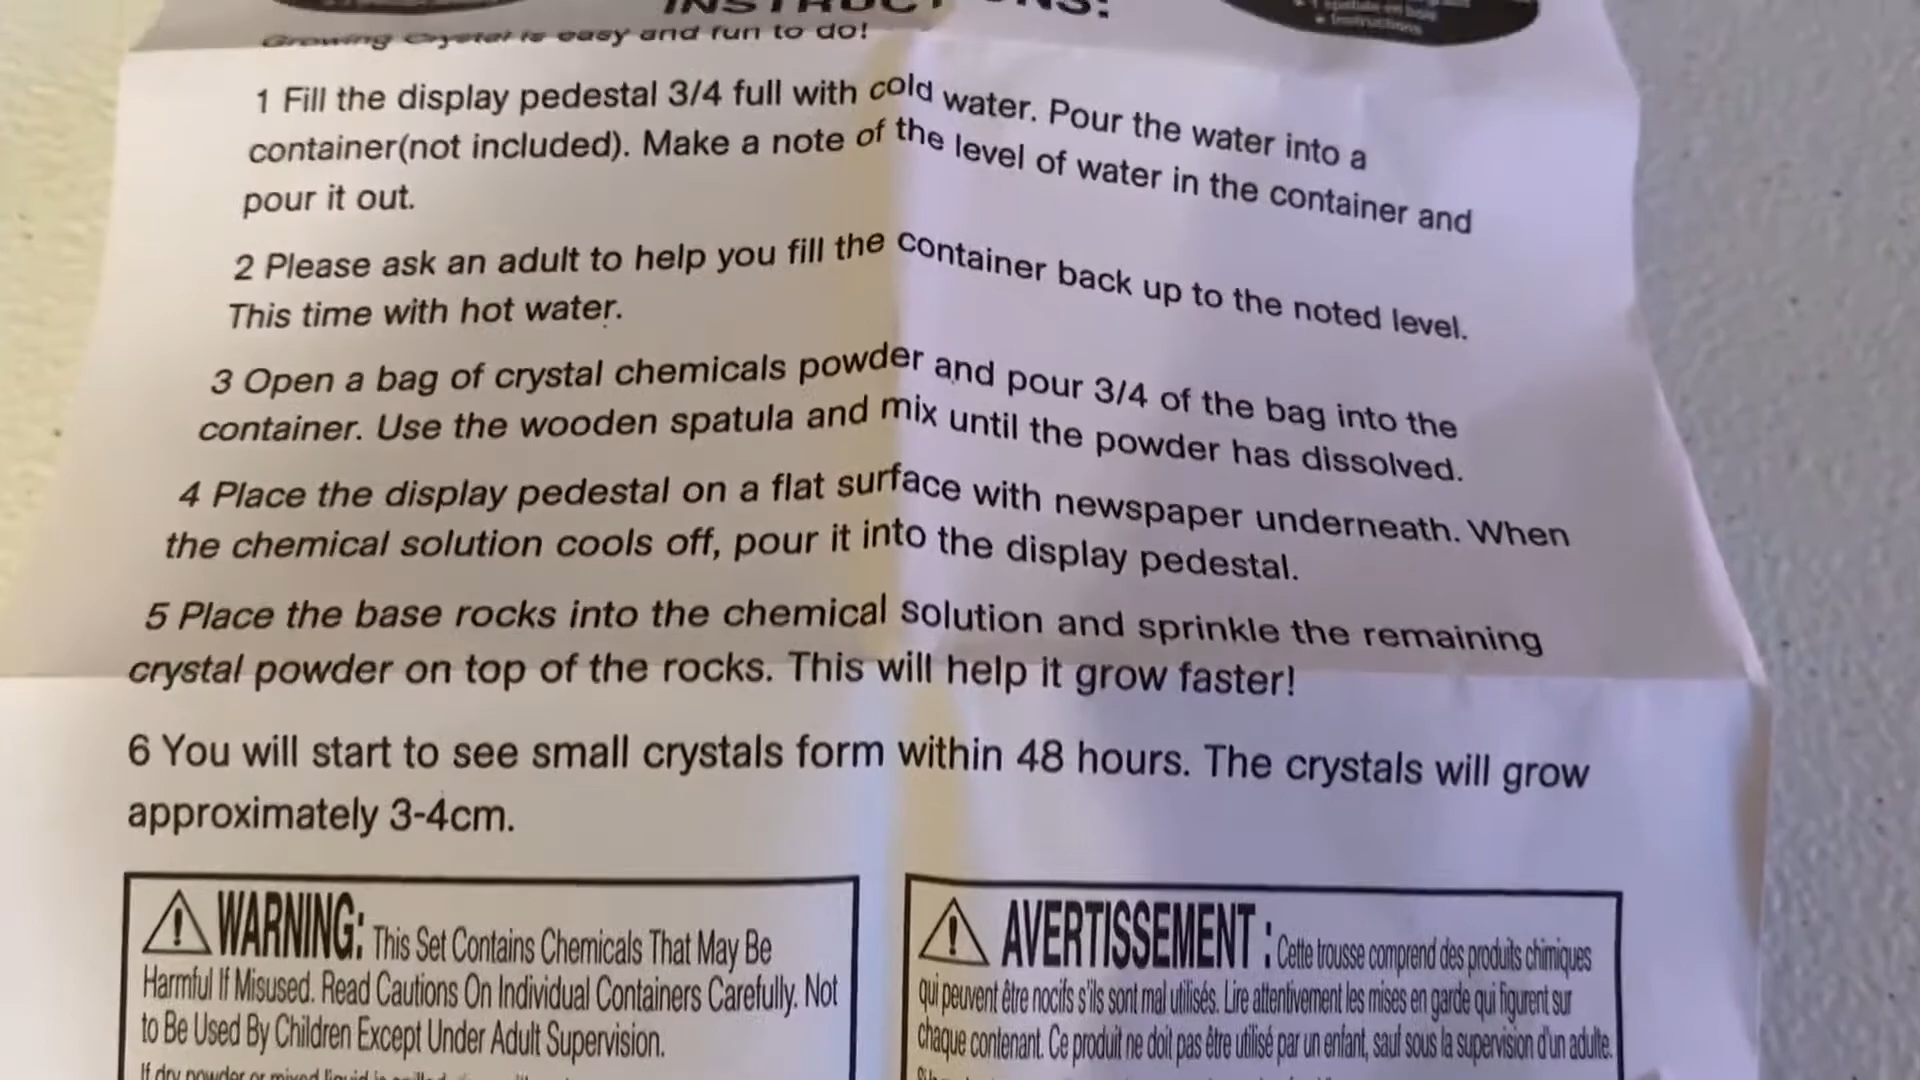 INSTRUCTIONS:
Instructions
Growing Crystal is easy and fun to do!
1 Fill the display pedestal 3/4 full with cold water. Pour the water into a
container(not included). Make a note of the level of water in the container and
pour it out.
2 Please ask an adult to help you fill the container back up to the noted level.
This time with hot water.
3 Open a bag of crystal chemicals powder and pour 3/4 of the bag into the
container. Use the wooden spatula and mix until the powder has dissolved.
4 Place the display pedestal on a flat surface with newspaper underneath. When
the chemical solution cools off, pour it into the display pedestal.
5 Place the base rocks into the chemical solution and sprinkle the remaining
crystal powder on top of the rocks. This will help it grow faster!
6 You will start to see small crystals form within 48 hours. The crystals will grow
approximately 3-4cm.
WARNING: This Set Contains Chemicals That May Be
Harmful If Misused. Read Cautions On Individual Containers Carefully. Not
to Be Used By Children Except Under Adult Supervision.
If dry powder or mixed liquid is
AVERTISSEMENT : Cette trousse comprend des produits chimiques
qui peuvent être nocifs s'ils sont mal utilisés. Lire attentivement les mises en garde qui figurent sur
chaque contenant. Ce produit ne doit pas être utilisé par un enfant, sauf sous la supervision d'un adulte.